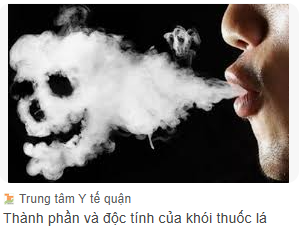 Trung tâm Y tế quận
Thành phần và độc tính của khói thuốc lá